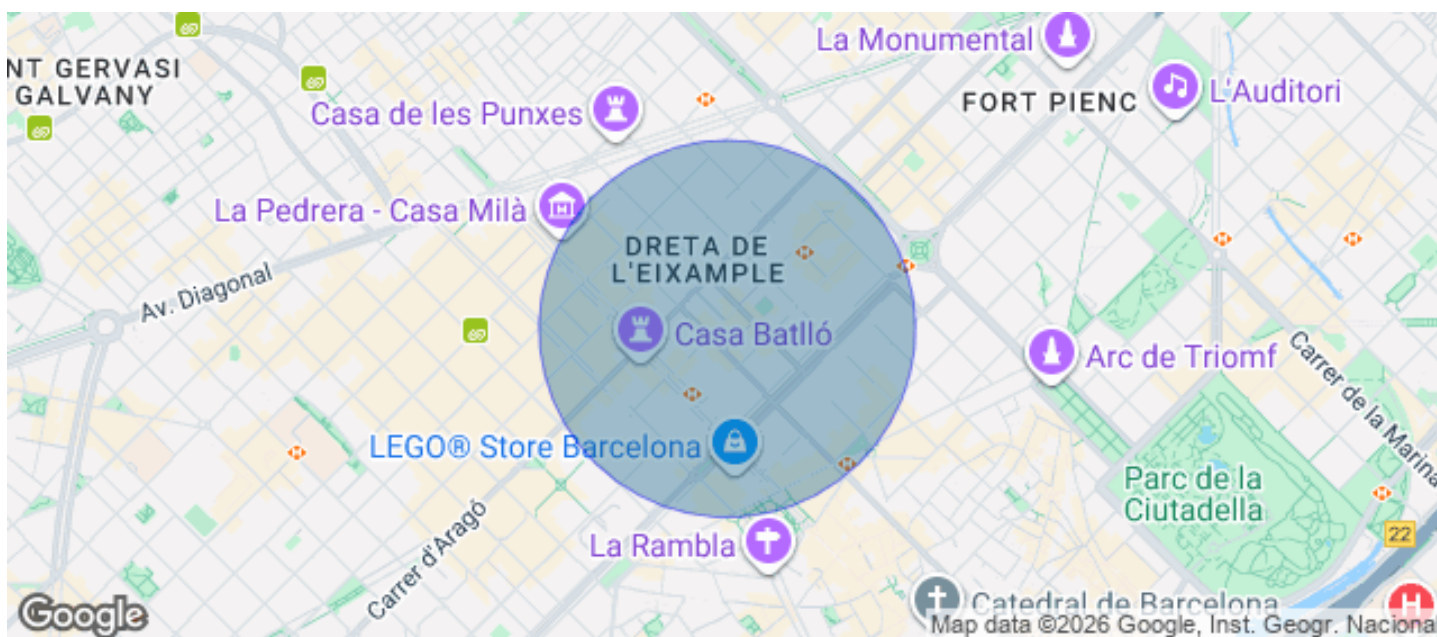 La Monumental
NT GERVASI
GALVANY
L'Auditori
FORT PIENC
Casa de les Punxes
La Pedrera - Casa Milà
DRETA DE
L'EIXAMPLE
Av. Diagonal
Casa Batlló
Arc de Triomf
Carrer de la Marina
LEGO® Store Barcelona
Parc de la
Ciutadella
22
La Rambla
Carrer d'Aragó
Catedral de Barcelona
H
Google
Map data ©2026 Google, Inst. Geogr. Naciona